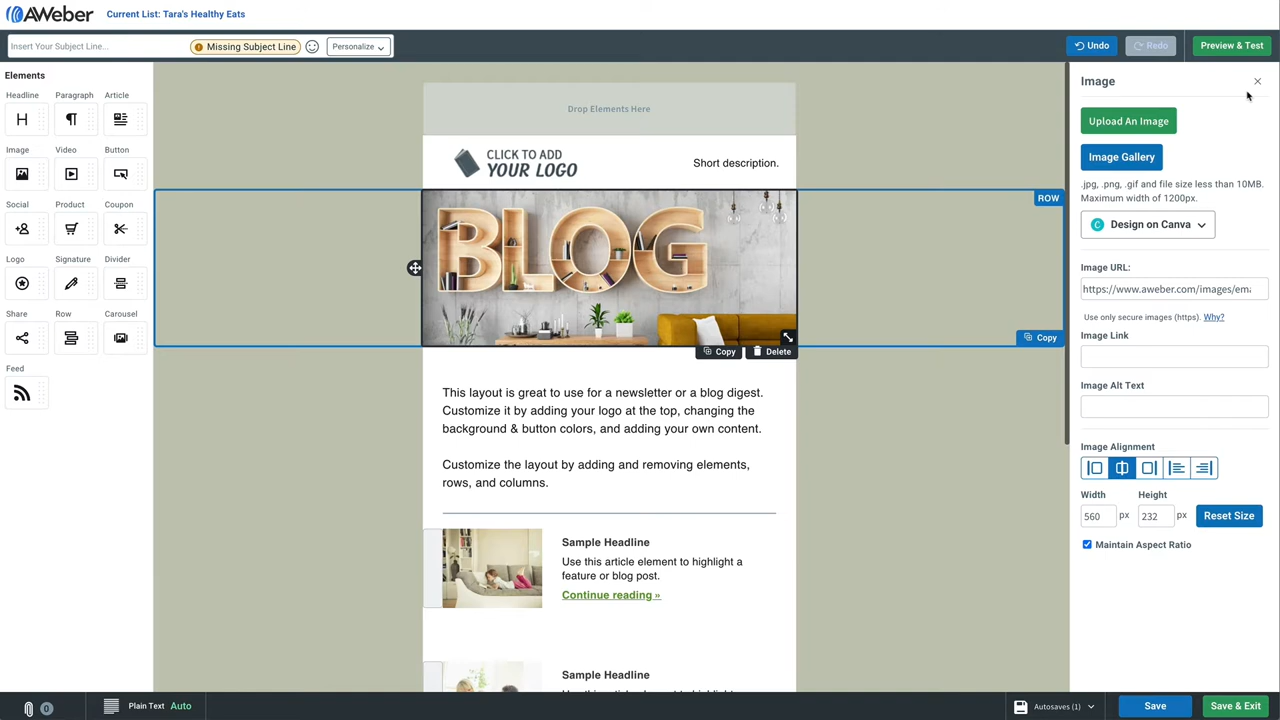 AWeber
Current List: Tara's Healthy Eats
Insert Your Subject Line...
Missing Subject Line
Personalize
Undo
Redo
Preview & Test
Elements
Headline
Paragraph
Article
Image
Video
Button
Social
Product
Coupon
Logo
Signature
Divider
Share
Row
Carousel
Feed
Drop Elements Here
CLICK TO ADD
YOUR LOGO
Short description.
ROW
BLOG
Copy
Copy
Delete
This layout is great to use for a newsletter or a blog digest.
Customize it by adding your logo at the top, changing the
background & button colors, and adding your own content.
Customize the layout by adding and removing elements,
rows, and columns.
Sample Headline
Use this article element to highlight a
feature or blog post.
Continue reading »
Sample Headline
Image
Upload An Image
Image Gallery
.jpg, .png, .gif and file size less than 10MB.
Maximum width of 1200px.
Design on Canva
Image URL:
https://www.aweber.com/images/ema
Use only secure images (https). Why?
Image Link
Image Alt Text
Image Alignment
Width
Height
560 px
232 px
Reset Size
Maintain Aspect Ratio
0
Plain Text Auto
Autosaves (1)
Save
Save & Exit